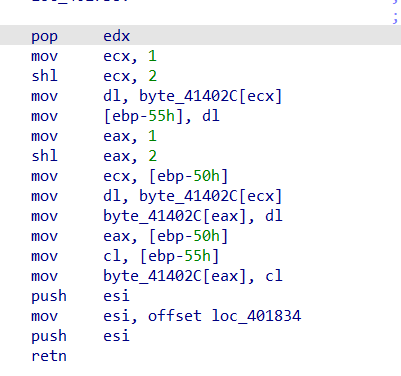 ;
pop edx
mov ecx, 1
shl ecx, 2
mov dl, byte_41402C[ecx]
mov [ebp-55h], dl
mov eax, 1
shl eax, 2
mov ecx, [ebp-50h]
mov dl, byte_41402C[ecx]
mov byte_41402C[eax], dl
mov eax, [ebp-50h]
mov cl, [ebp-55h]
mov byte_41402C[eax], cl
push esi
mov esi, offset loc_401834
push esi
retn